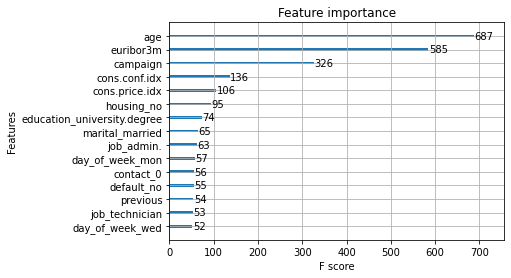 Feature importance
Features
age 687
euribor3m 585
campaign 326
cons.conf.idx 136
cons.price.idx 106
housing_no 95
education_university.degree 74
marital_married 65
job_admin. 63
day_of_week_mon 57
contact_0 56
default_no 55
previous 54
job_technician 53
day_of_week_wed 52
0 100 200 300 400 500 600 700
F score